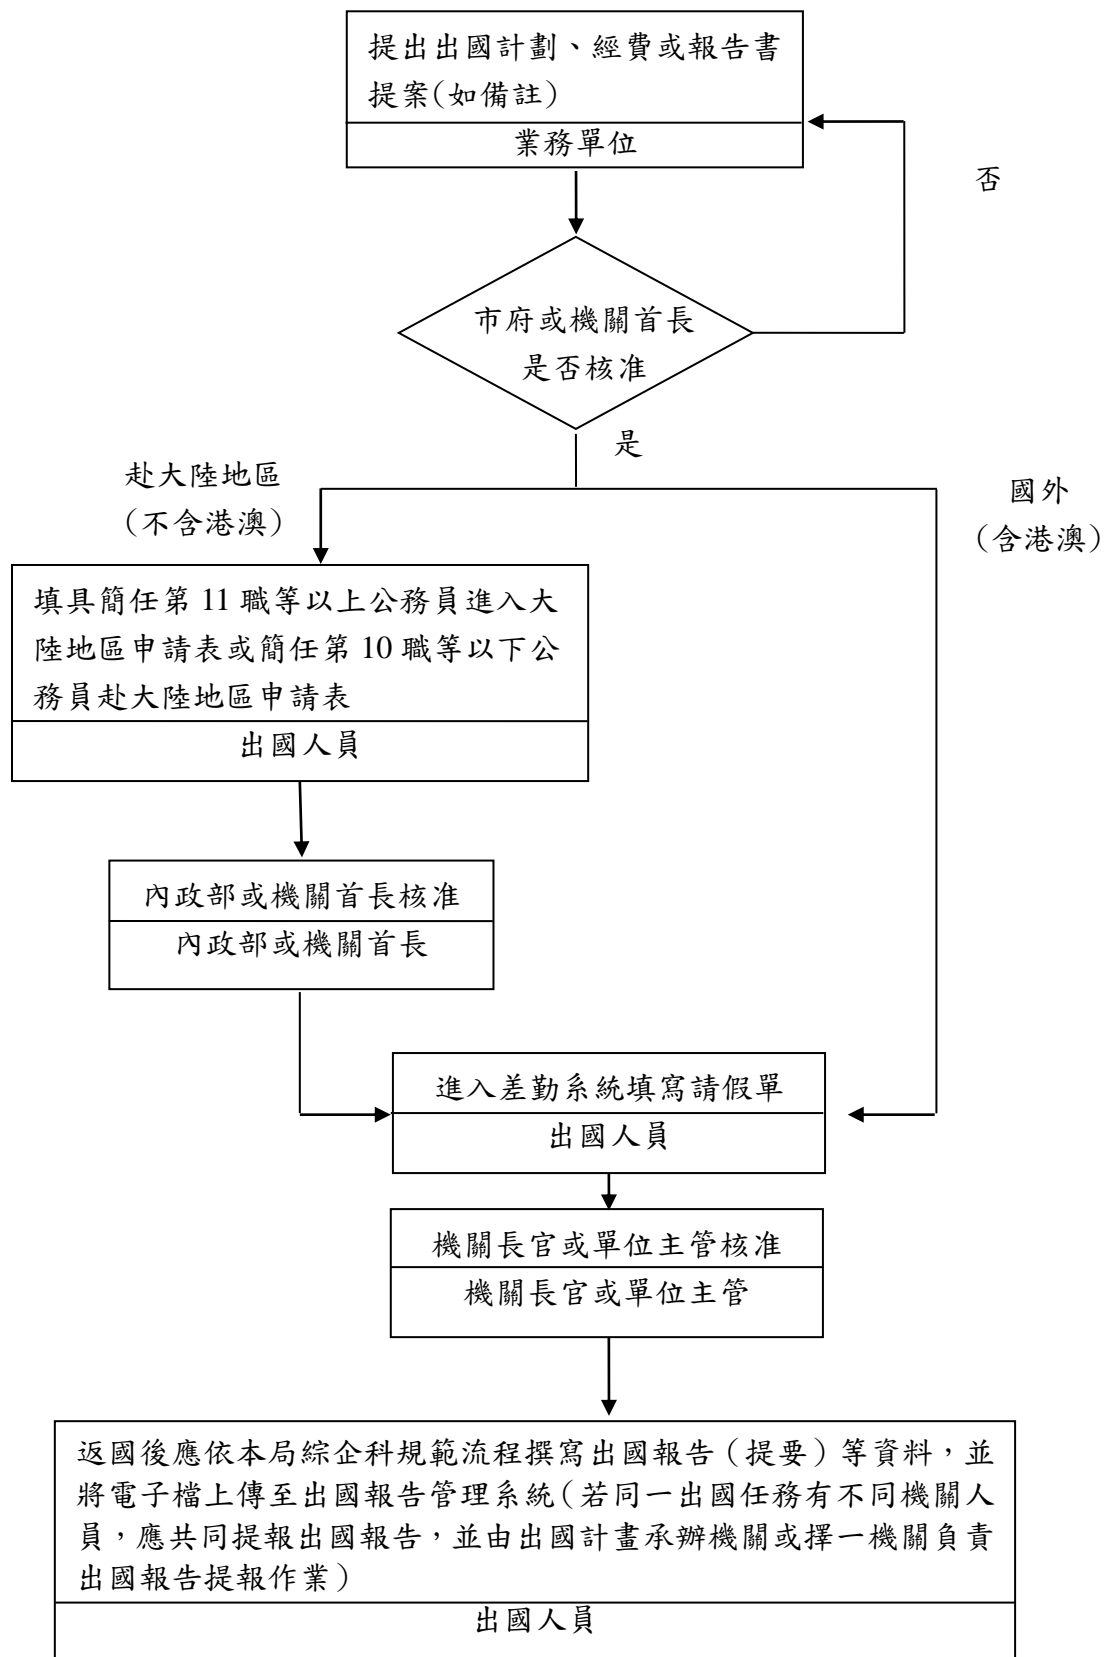 提出出國計劃、經費或報告書
提案(如備註)
業務單位
否
市府或機關首長
是否核准
是
赴大陸地區
(不含港澳)
國外
(含港澳)
填具簡任第 11 職等以上公務員進入大
陸地區申請表或簡任第 10 職等以下公
務員赴大陸地區申請表
出國人員
內政部或機關首長核准
內政部或機關首長
進入差勤系統填寫請假單
出國人員
機關長官或單位主管核准
機關長官或單位主管
返國後應依本局綜企科規範流程撰寫出國報告(提要)等資料,並
將電子檔上傳至出國報告管理系統(若同一出國任務有不同機關人
員,應共同提報出國報告,並由出國計畫承辦機關或擇一機關負責
出國報告提報作業)
出國人員